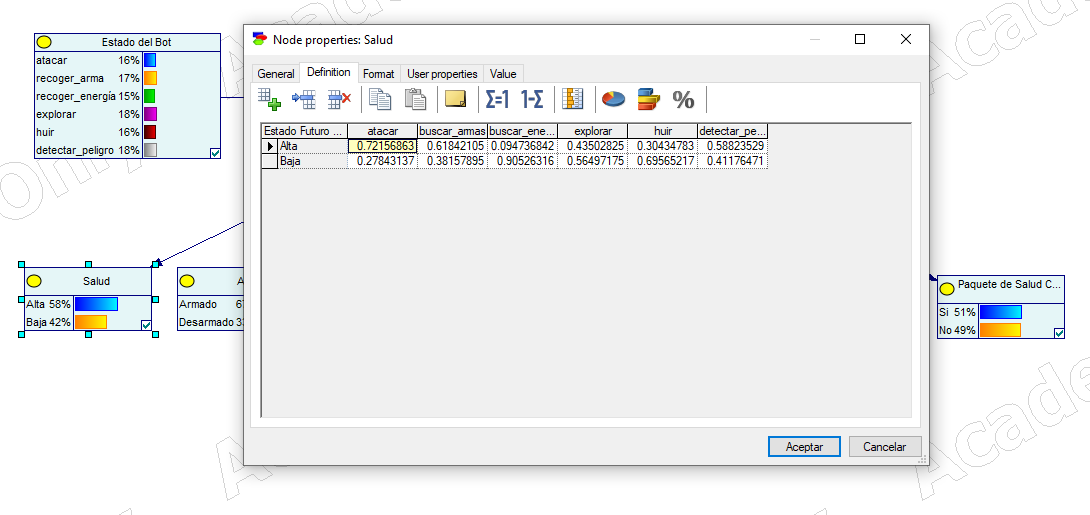 Estado del Bot
atacar 16%
recoger_arma 17%
recoger_energía 15%
explorar 18%
huir 16%
detectar_peligro 18%
Node properties: Salud
General Definition Format User properties Value
Σ=1 1-Σ %
Estado Futuro ... atacar buscar_amas buscar_ene... explorar huir detectar_pe...
Alta 0.72156863 0.61842105 0.094736842 0.43502825 0.30434783 0.58823529
Baja 0.27843137 0.38157895 0.90526316 0.56497175 0.69565217 0.41176471
Aceptar Cancelar
Salud
Alta 58%
Baja 42%
A
Armado 6
Desarmado 3
Paquete de Salud C...
Si 51%
No 49%
Only
Acade
A
Acade